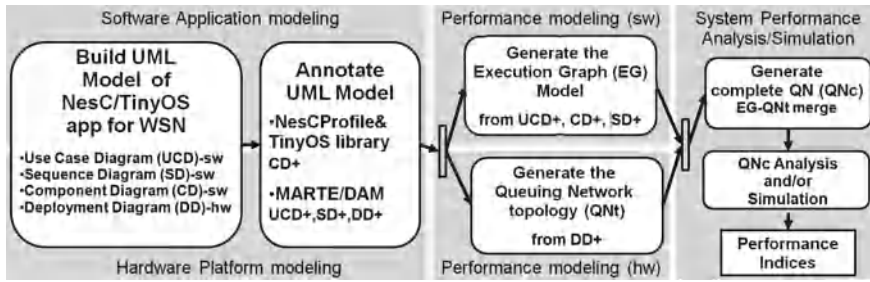 Software Application modeling
Build UML
Model of
NesC/TinyOS
app for WSN
•Use Case Diagram (UCD)-sw
•Sequence Diagram (SD)-sw
•Component Diagram (CD)-sw
•Deployment Diagram (DD)-hw
Annotate
UML Model
•NesCProfile&
TinyOS library
CD+
•MARTE/DAM
UCD+,SD+,DD+
Hardware Platform modeling
Performance modeling (sw)
Generate the
Execution Graph (EG)
Model
from UCD+, CD+, SD+
Generate the
Queuing Network
topology (QNt)
from DD+
Performance modeling (hw)
System Performance
Analysis/Simulation
Generate
complete QN (QNc)
EG-QNt merge
QNc Analysis
and/or
Simulation
Performance
Indices